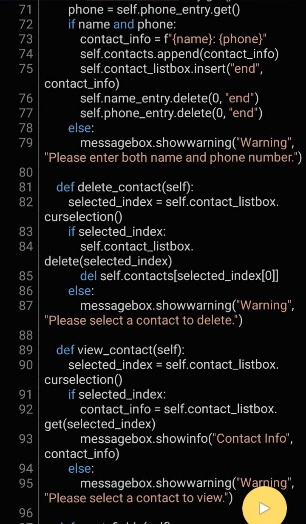 71 phone = self.phone_entry.get()
72 if name and phone:
73 contact_info = f"{name}: {phone}"
74 self.contacts.append(contact_info)
75 self.contact_listbox.insert("end",
contact_info)
76 self.name_entry.delete(0, "end")
77 self.phone_entry.delete(0, "end")
78 else:
79 messagebox.showwarning("Warning",
"Please enter both name and phone number.")
80
81 def delete_contact(self):
82 selected_index = self.contact_listbox.
curselection()
83 if selected_index:
84 self.contact_listbox.
delete(selected_index)
85 del self.contacts[selected_index[0]]
86 else:
87 messagebox.showwarning("Warning",
"Please select a contact to delete.")
88
89 def view_contact(self):
90 selected_index = self.contact_listbox.
curselection()
91 if selected_index:
92 contact_info = self.contact_listbox.
get(selected_index)
93 messagebox.showinfo("Contact Info",
contact_info)
94 else:
95 messagebox.showwarning("Warning",
"Please select a contact to view.")
96